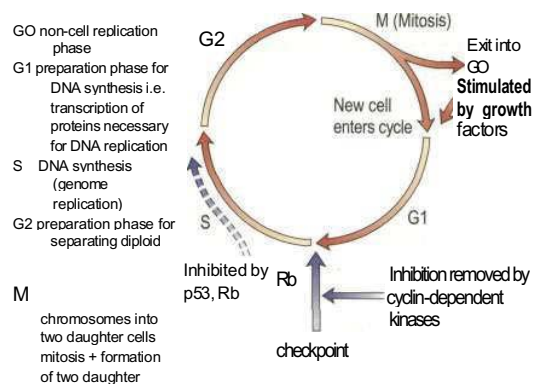 GO non-cell replication
phase
G1 preparation phase for
DNA synthesis i.e.
transcription of
proteins necessary
for DNA replication
S DNA synthesis
(genome
replication)
G2 preparation phase for
separating diploid
M
chromosomes into
two daughter cells
mitosis + formation
of two daughter
G2
M (Mitosis)
Exit into
GO
Stimulated
by growth
factors
New cell
enters cycle
G1
S
Inhibited by
p53, Rb
Rb
Inhibition removed by
cyclin-dependent
kinases
checkpoint